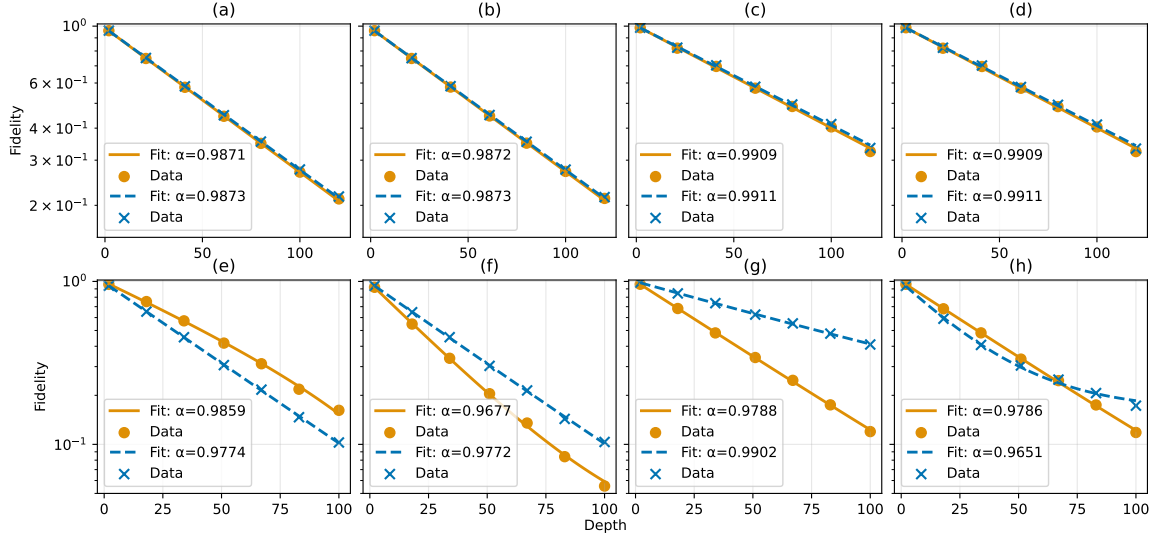 (a)
(b)
(c)
(d)
10⁰
6 × 10⁻¹
4 × 10⁻¹
3 × 10⁻¹
2 × 10⁻¹
Fidelity
Fit: α=0.9871
Data
Fit: α=0.9873
Data
Fit: α=0.9872
Data
Fit: α=0.9873
Data
Fit: α=0.9909
Data
Fit: α=0.9911
Data
Fit: α=0.9909
Data
Fit: α=0.9911
Data
0 50 100
0 50 100
0 50 100
0 50 100
(e)
(f)
(g)
(h)
10⁰
10⁻¹
Fidelity
Fit: α=0.9859
Data
Fit: α=0.9774
Data
Fit: α=0.9677
Data
Fit: α=0.9772
Data
Fit: α=0.9788
Data
Fit: α=0.9902
Data
Fit: α=0.9786
Data
Fit: α=0.9651
Data
0 25 50 75 100
0 25 50 75 100
0 25 50 75 100
0 25 50 75 100
Depth